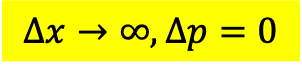 Δ𝑥 → ∞, Δ𝑝 = 0